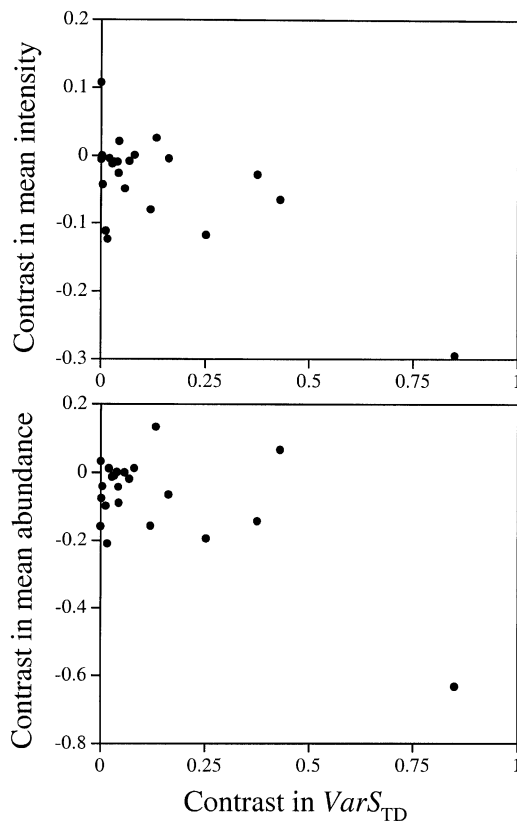 0.2
0.1
0
-0.1
-0.2
-0.3
Contrast in mean intensity
0 0.25 0.5 0.75 1
0.2
0
-0.2
-0.4
-0.6
-0.8
Contrast in mean abundance
0 0.25 0.5 0.75 1
Contrast in VarS_TD